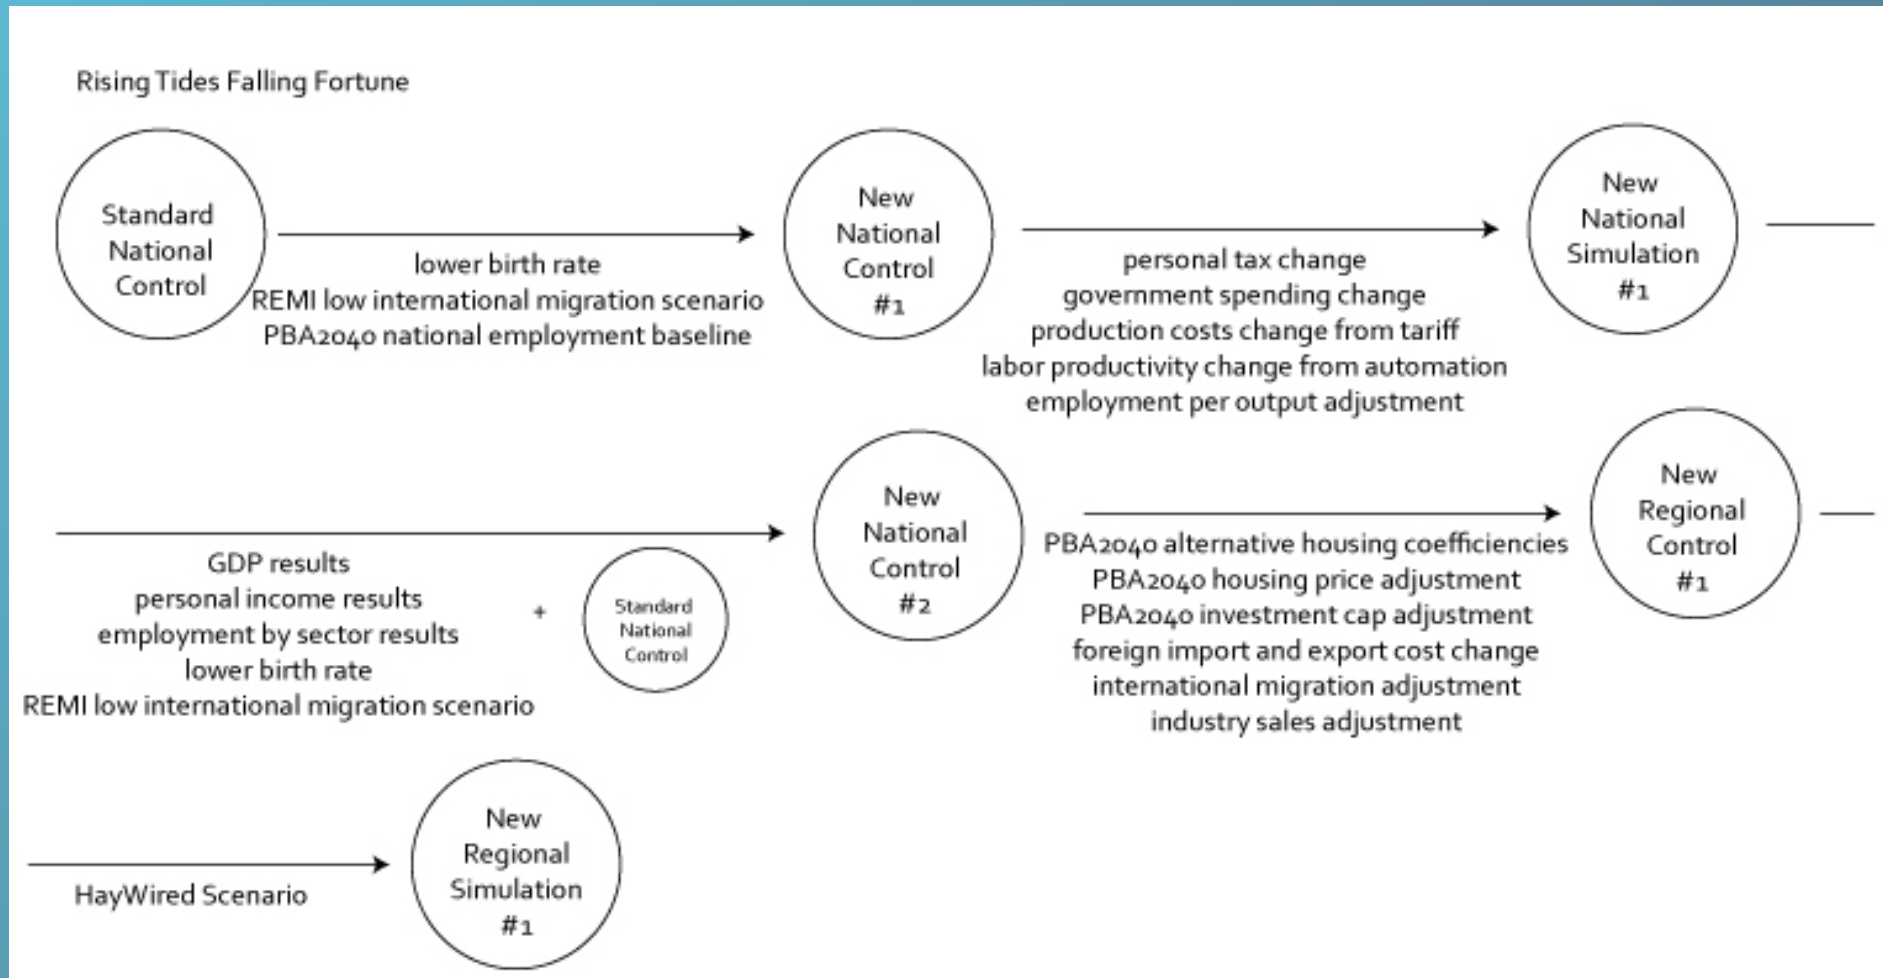 Rising Tides Falling Fortune
Standard
National
Control
lower birth rate
REMI low international migration scenario
PBA2040 national employment baseline
New
National
Control
#1
personal tax change
government spending change
production costs change from tariff
labor productivity change from automation
employment per output adjustment
New
National
Simulation
#1
GDP results
personal income results
employment by sector results
lower birth rate
REMI low international migration scenario
+
Standard
National
Control
New
National
Control
#2
PBA2040 alternative housing coefficiencies
PBA2040 housing price adjustment
PBA2040 investment cap adjustment
foreign import and export cost change
international migration adjustment
industry sales adjustment
New
Regional
Control
#1
HayWired Scenario
New
Regional
Simulation
#1